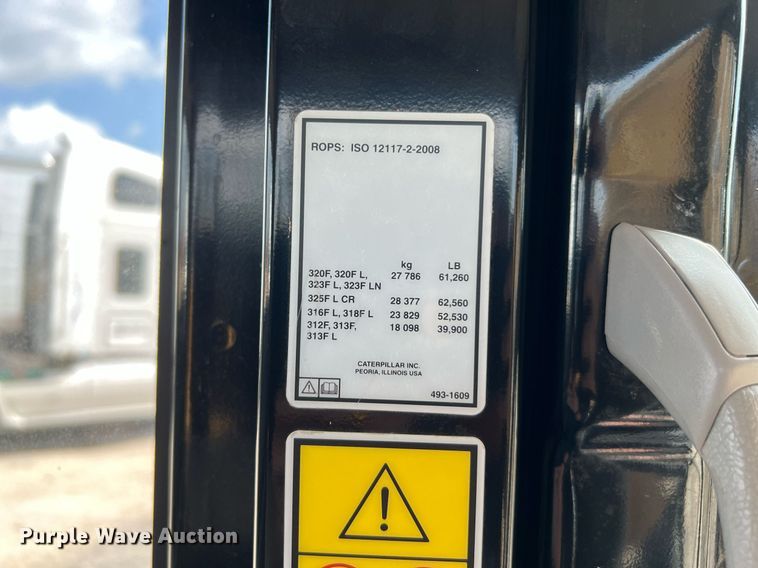 ROPS: ISO 12117-2-2008
kg LB
320F, 320F L, 27 786 61,260
323F L, 323F LN
325F L CR 28 377 62,560
316F L, 318F L 23 829 52,530
312F, 313F, 18 098 39,900
313F L
CATERPILLAR INC.
PEORIA, ILLINOIS USA
493-1609
Purple Wave Auction